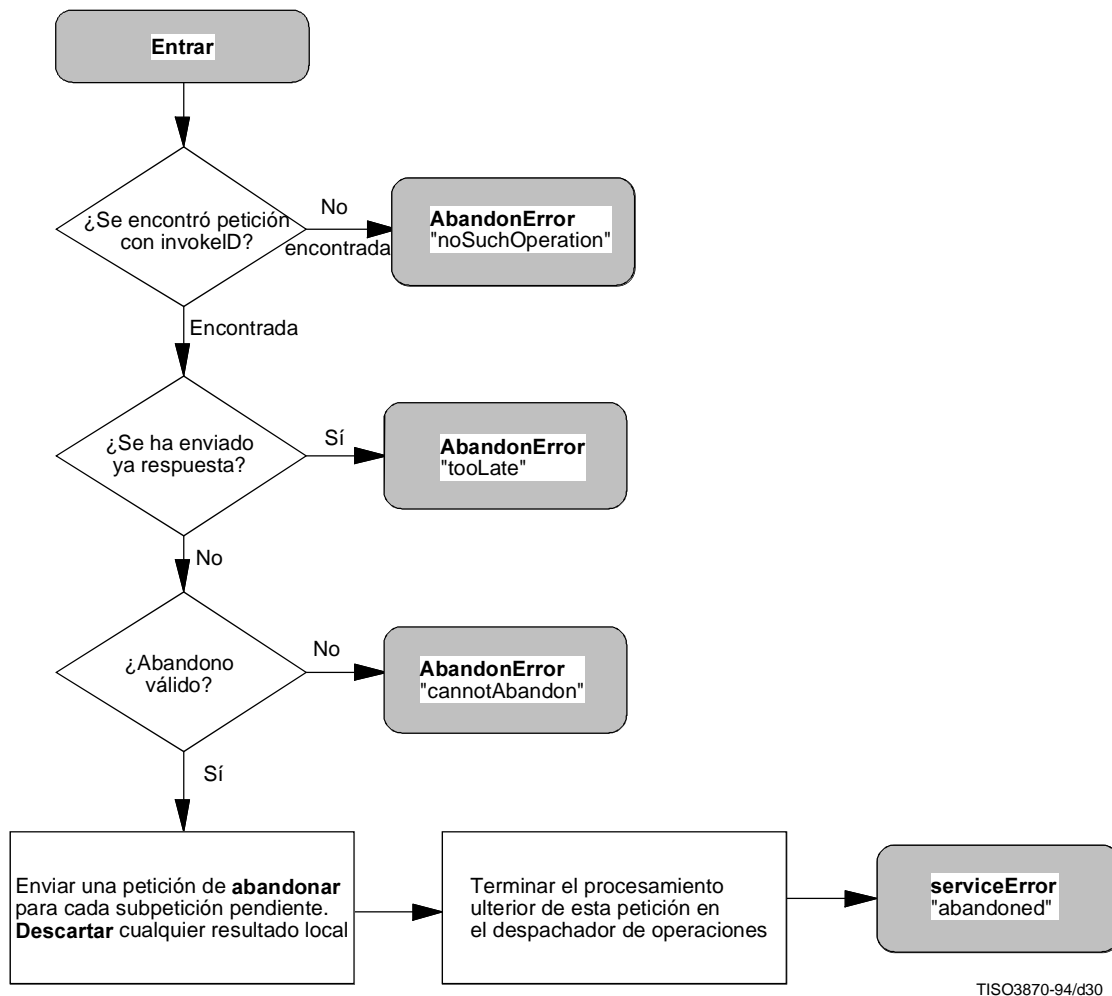 Entrar
¿Se encontró petición
con invokeID?
No
encontrada
AbandonError
"noSuchOperation"
Encontrada
¿Se ha enviado
ya respuesta?
Sí
AbandonError
"tooLate"
No
¿Abandono
válido?
No
AbandonError
"cannotAbandon"
Sí
Enviar una petición de abandonar
para cada subpetición pendiente.
Descartar cualquier resultado local
Terminar el procesamiento
ulterior de esta petición en
el despachador de operaciones
serviceError
"abandoned"
TISO3870-94/d30